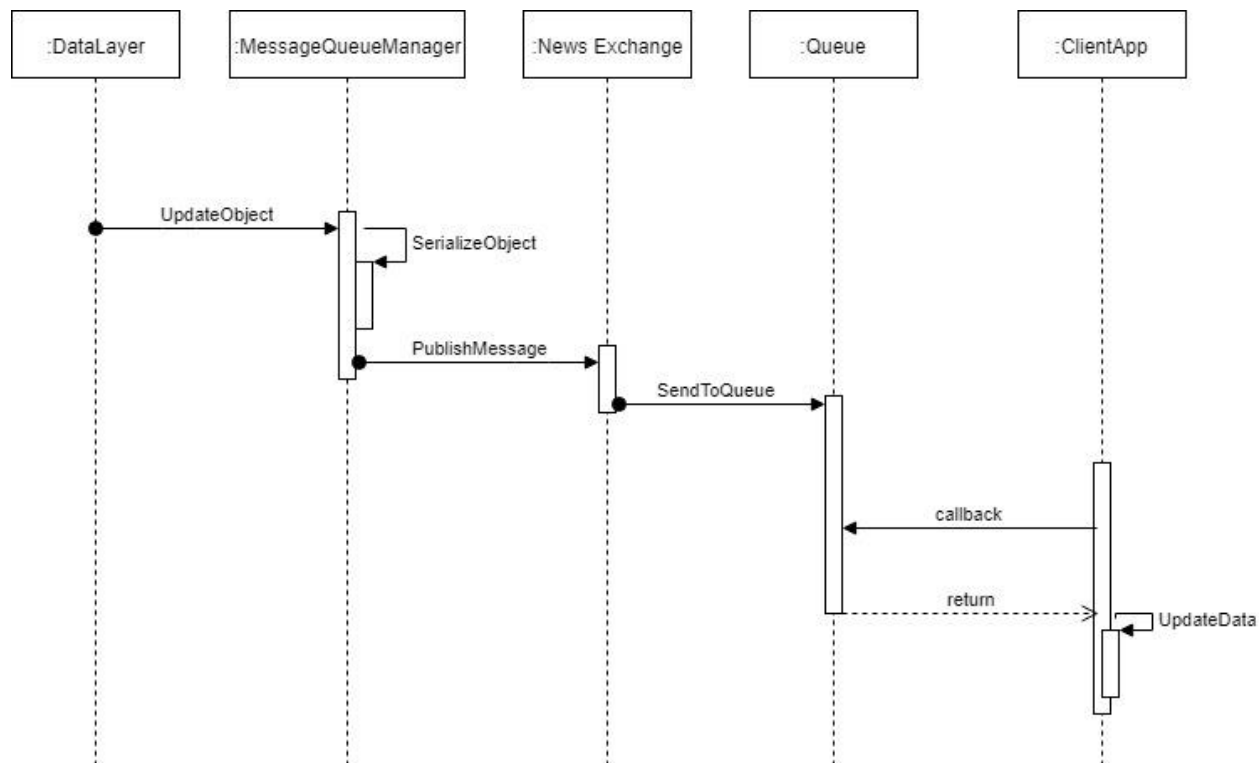 :DataLayer
:MessageQueueManager
:News Exchange
:Queue
:ClientApp
UpdateObject
SerializeObject
PublishMessage
SendToQueue
callback
return
UpdateData